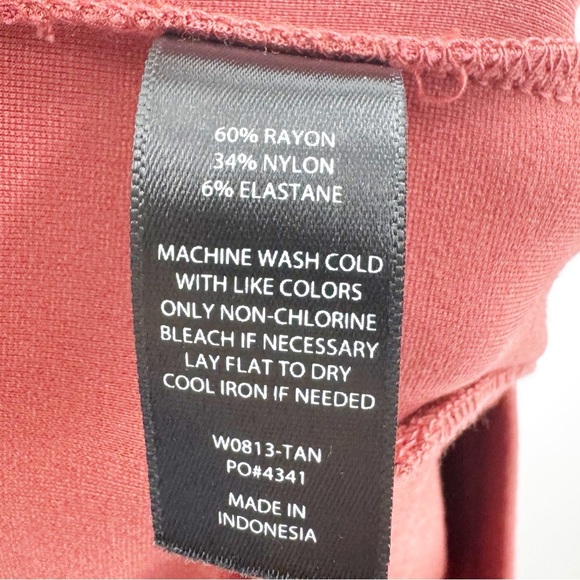 60% RAYON
34% NYLON
6% ELASTANE
MACHINE WASH COLD
WITH LIKE COLORS
ONLY NON-CHLORINE
BLEACH IF NECESSARY
LAY FLAT TO DRY
COOL IRON IF NEEDED
W0813-TAN
PO#4341
MADE IN
INDONESIA